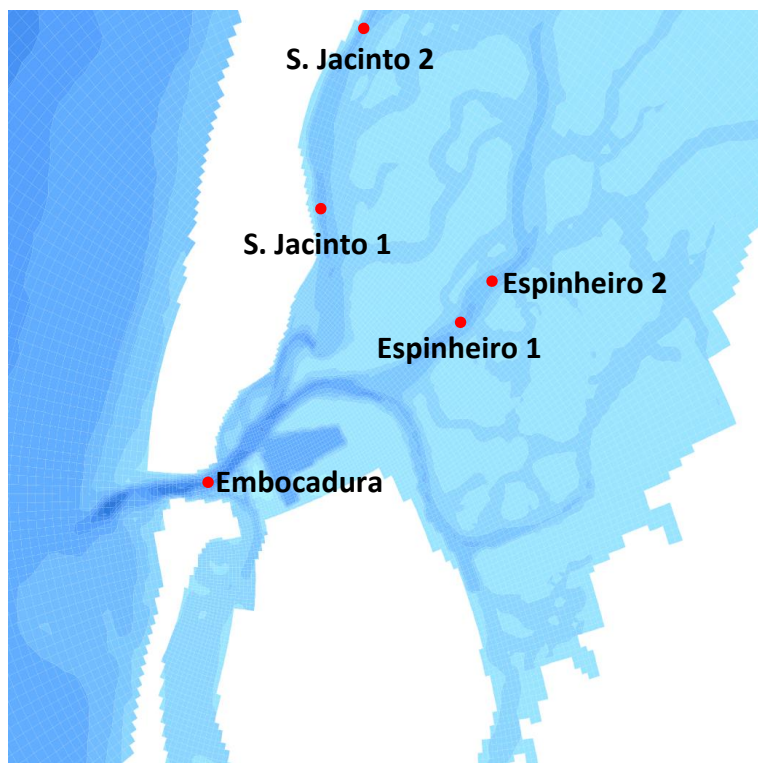 S. Jacinto 2
S. Jacinto 1
Espinheiro 2
Espinheiro 1
Embocadura